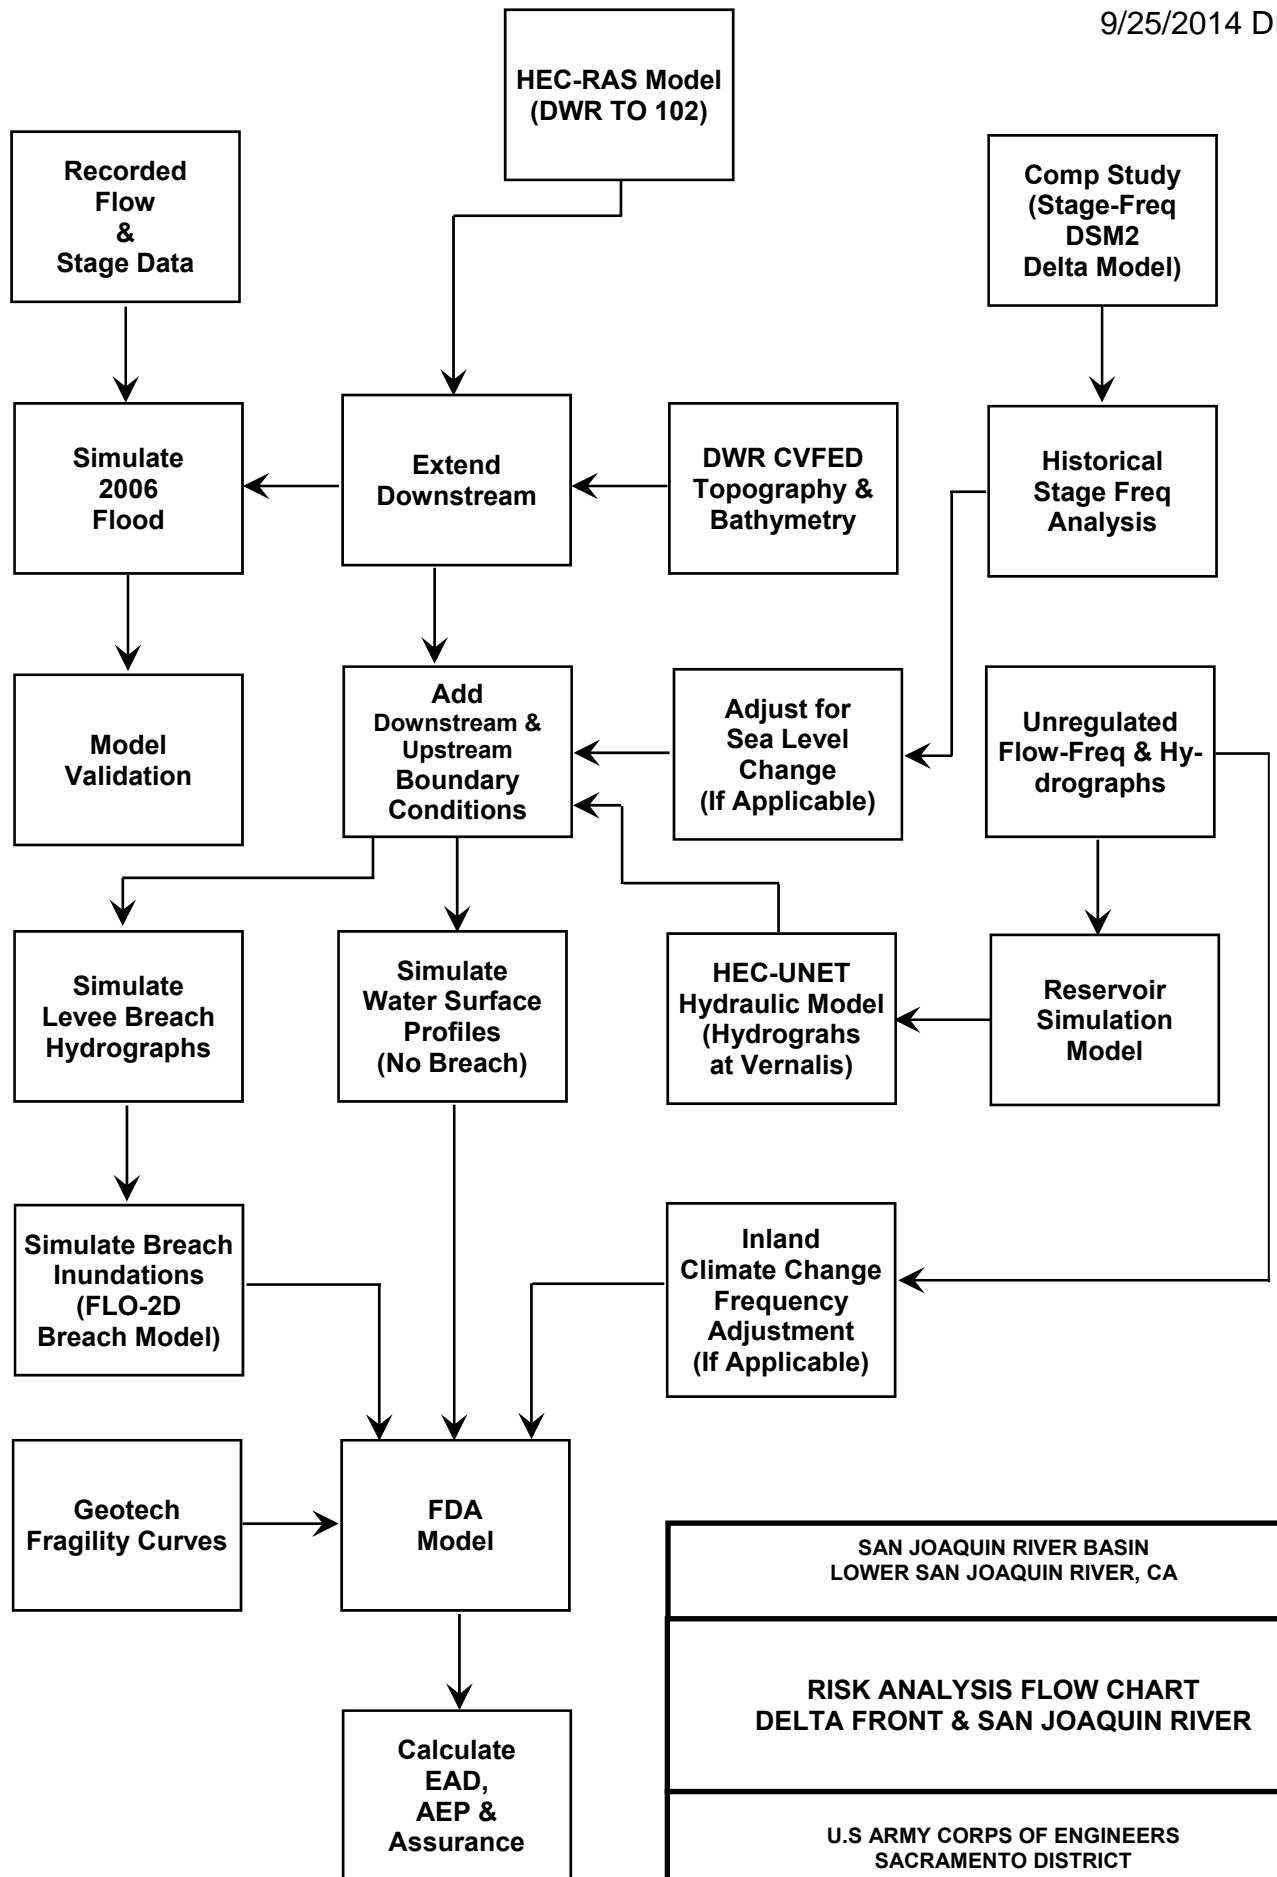 9/25/2014
HEC-RAS Model
(DWR TO 102)
Recorded
Flow
&
Stage Data
Comp Study
(Stage-Freq
DSM2
Delta Model)
Simulate
2006
Flood
Extend
Downstream
DWR CVFED
Topography &
Bathymetry
Historical
Stage Freq
Analysis
Model
Validation
Add
Downstream &
Upstream
Boundary
Conditions
Adjust for
Sea Level
Change
(If Applicable)
Unregulated
Flow-Freq & Hy-
drographs
Simulate
Levee Breach
Hydrographs
Simulate
Water Surface
Profiles
(No Breach)
HEC-UNET
Hydraulic Model
(Hydrograhs
at Vernalis)
Reservoir
Simulation
Model
Simulate Breach
Inundations
(FLO-2D
Breach Model)
Inland
Climate Change
Frequency
Adjustment
(If Applicable)
Geotech
Fragility Curves
FDA
Model
Calculate
EAD,
AEP &
Assurance
SAN JOAQUIN RIVER BASIN
LOWER SAN JOAQUIN RIVER, CA
RISK ANALYSIS FLOW CHART
DELTA FRONT & SAN JOAQUIN RIVER
U.S ARMY CORPS OF ENGINEERS
SACRAMENTO DISTRICT